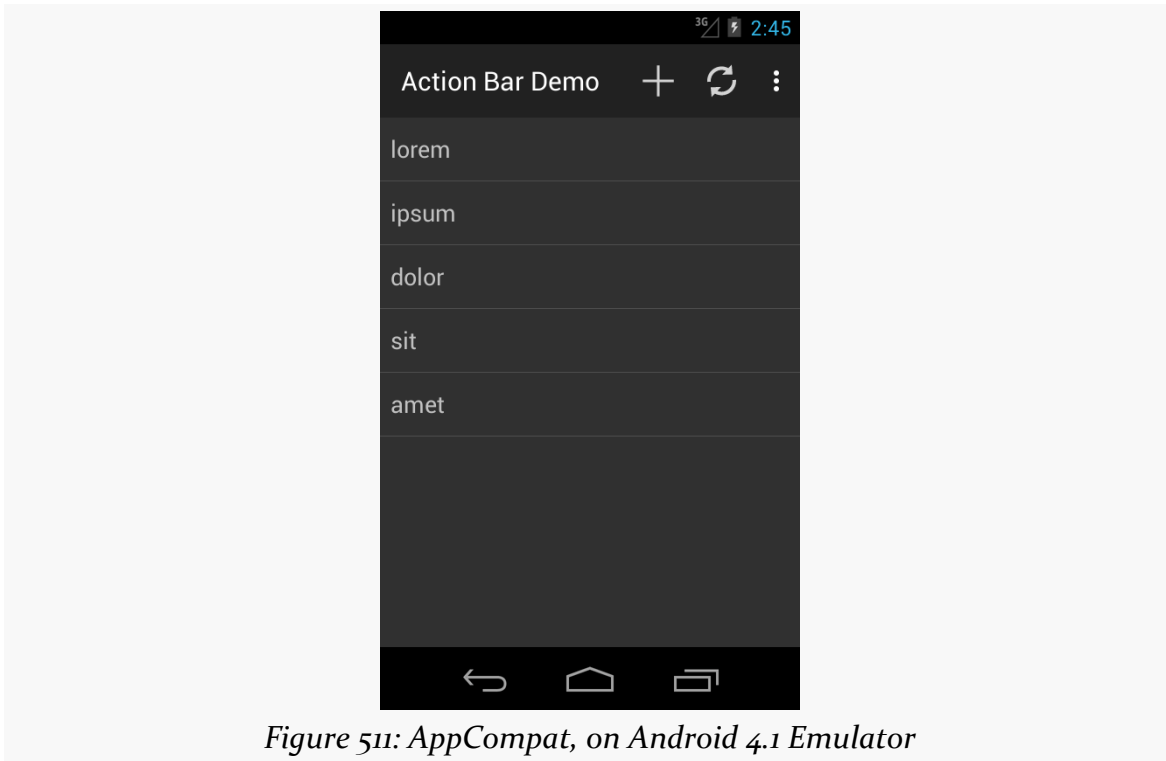 3G 2:45
Action Bar Demo
lorem
ipsum
dolor
sit
amet
Figure 511: AppCompat, on Android 4.1 Emulator